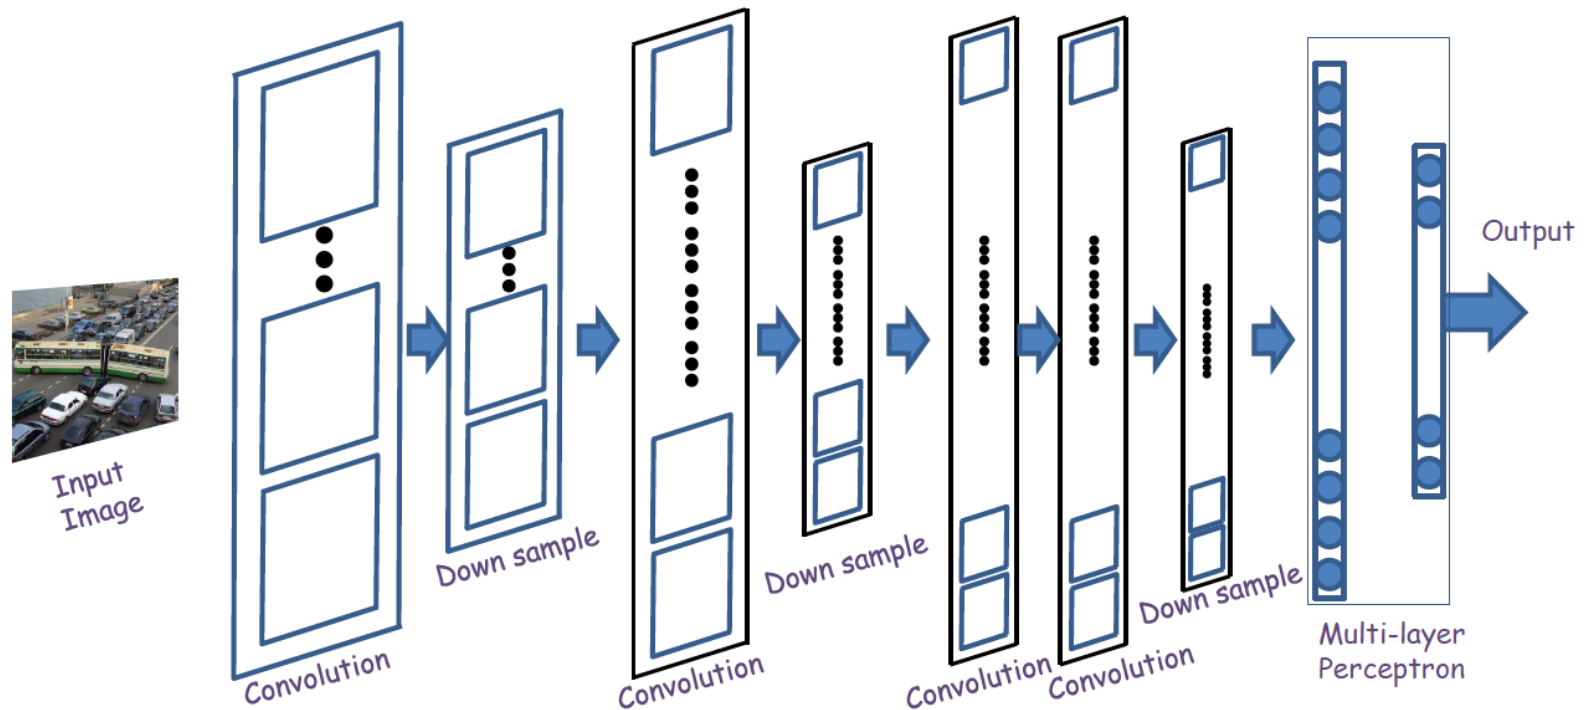 Input
Image
Convolution
Down sample
Convolution
Down sample
Convolution
Convolution
Down sample
Multi-layer
Perceptron
Output